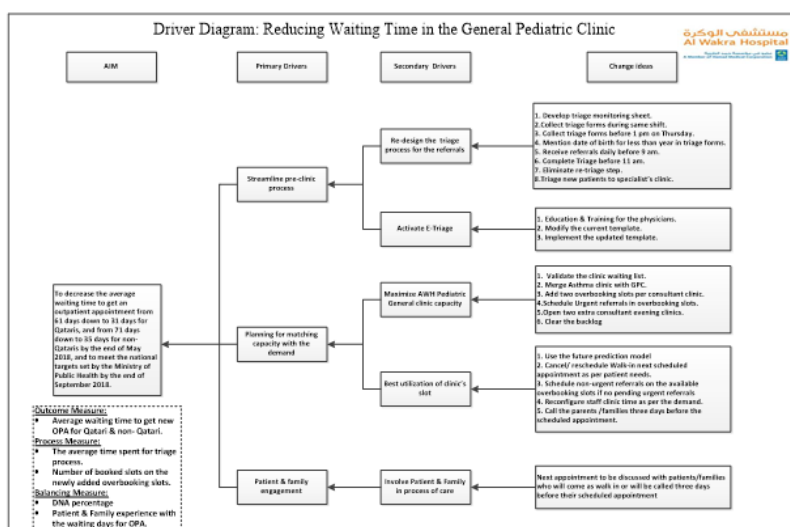 Driver Diagram: Reducing Waiting Time in the General Pediatric Clinic
مستشفى الوكرة
Al Wakra Hospital
A Member of Hamad Medical Corporation
AIM
Primary Drivers
Secondary Drivers
Change Ideas
To decrease the average
waiting time to get an
outpatient appointment from
61 days down to 31 days for
Qataris, and from 71 days
down to 35 days for non-
Qataris by the end of May
2018, and to meet the national
targets set by the Ministry of
Public Health by the end of
September 2018.
Outcome Measure:
• Average waiting time to get new
OPA for Qatari & non- Qatari.
Process Measure:
• The average time spent for triage
process.
• Number of booked slots on the
newly added overbooking slots.
Balancing Measure:
• DNA percentage
• Patient & Family experience with
the waiting days for OPA.
Streamline pre-clinic
process
Planning for matching
capacity with the
demand
Patient & family
engagement
Re-design the triage
process for the referrals
Activate E-Triage
Maximize AWH Pediatric
General clinic capacity
Best utilization of clinic's
slot
Involve Patient & Family
in process of care
1. Develop triage monitoring sheet.
2.Collect triage forms during same shift.
3. Collect triage forms before 1 pm on Thursday.
4. Mention date of birth for less than year in triage forms.
5. Receive referrals daily before 9 am.
6. Complete Triage before 11 am.
7. Eliminate re-triage step.
8.Triage new patients to specialist's clinic.
1. Education & Training for the physicians.
2. Modify the current template.
3. Implement the updated template.
1. Validate the clinic waiting list.
2. Merge Asthma clinic with GPC.
3. Add two overbooking slots per consultant clinic.
4.Schedule Urgent referrals in overbooking slots.
5.Open two extra consultant evening clinics.
6. Clear the backlog
1. Use the future prediction model
2. Cancel/ reschedule Walk-in next scheduled
appointment as per patient needs.
3. Schedule non-urgent referrals on the available
overbooking slots if no pending urgent referrals
4. Reconfigure staff clinic time as per the demand.
5. Call the parents /families three days before the
scheduled appointment.
Next appointment to be discussed with patients/families
who will come as walk in or will be called three days
before their scheduled appointment